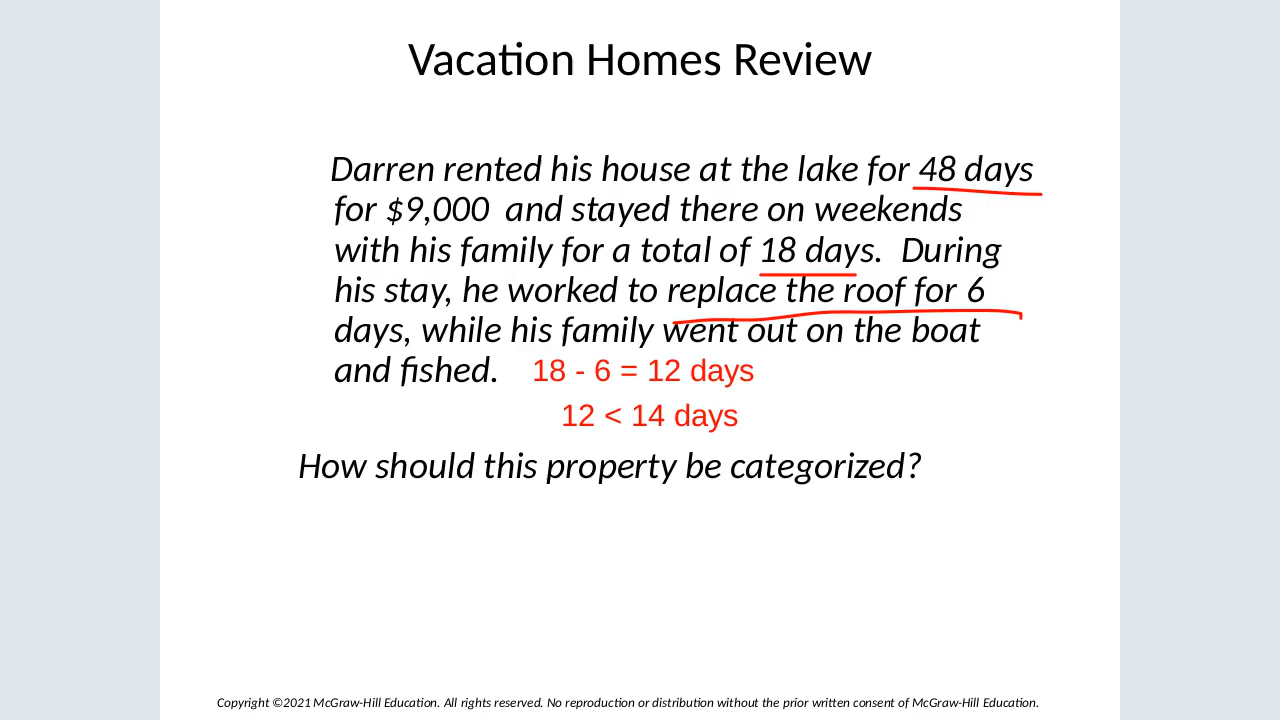 Vacation Homes Review
Darren rented his house at the lake for 48 days
for $9,000 and stayed there on weekends
with his family for a total of 18 days. During
his stay, he worked to replace the roof for 6
days, while his family went out on the boat
and fished. 18 - 6 = 12 days
12 < 14 days
How should this property be categorized?
Copyright ©2021 McGraw-Hill Education. All rights reserved. No reproduction or distribution without the prior written consent of McGraw-Hill Education.